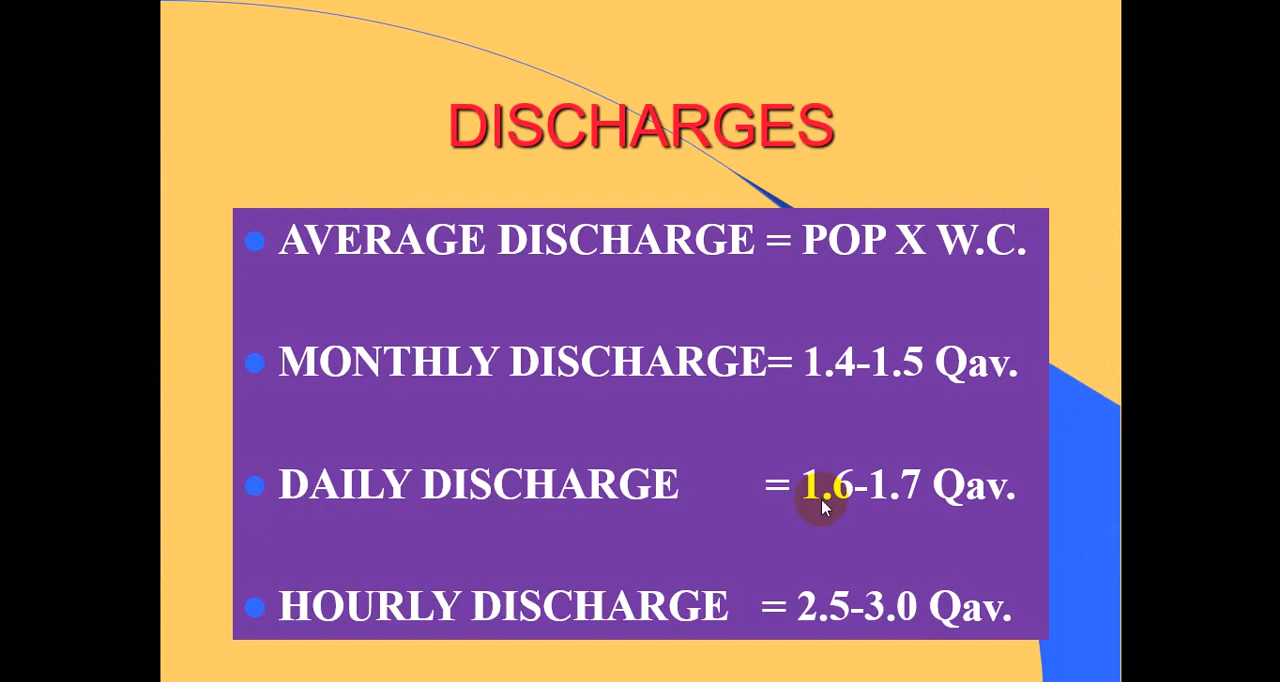 DISCHARGES
AVERAGE DISCHARGE = POP X W.C.
MONTHLY DISCHARGE= 1.4-1.5 Qav.
DAILY DISCHARGE = 1.6-1.7 Qav.
HOURLY DISCHARGE = 2.5-3.0 Qav.